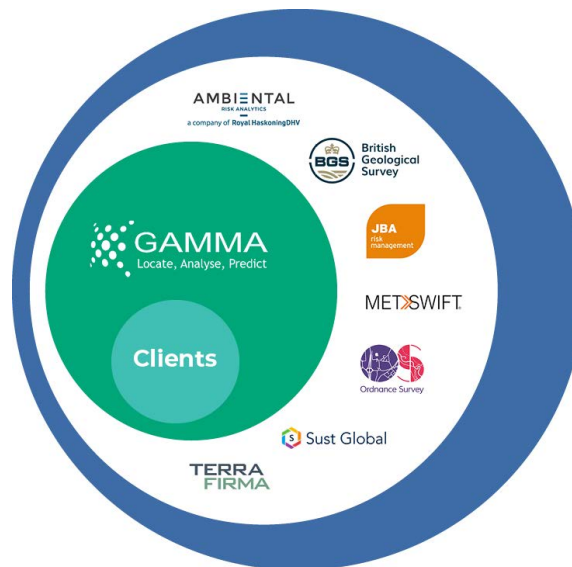 AMBIENTAL
RISK ANALYTICS
a company of Royal HaskoningDHV
BGS
British
Geological
Survey
GAMMA
Locate, Analyse, Predict
JBA
risk
management
METSWIFT
Clients
OS
Ordnance Survey
S
Sust Global
TERRA
FIRMA